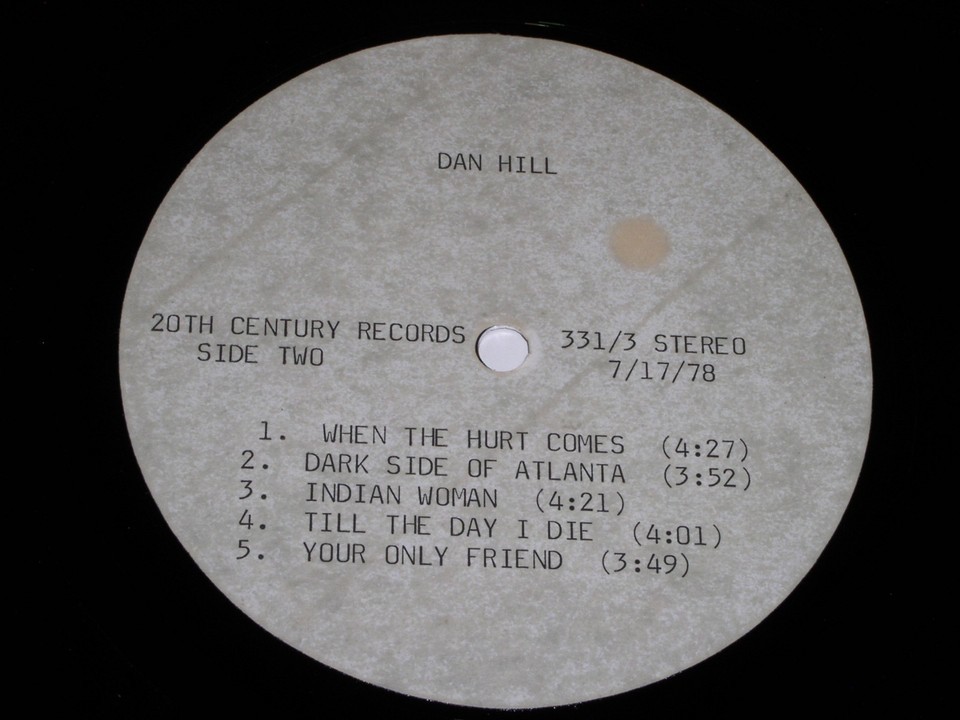 DAN HILL
20TH CENTURY RECORDS
SIDE TWO
331/3 STEREO
7/17/78
1. WHEN THE HURT COMES (4:27)
2. DARK SIDE OF ATLANTA (3:52)
3. INDIAN WOMAN (4:21)
4. TILL THE DAY I DIE (4:01)
5. YOUR ONLY FRIEND (3:49)